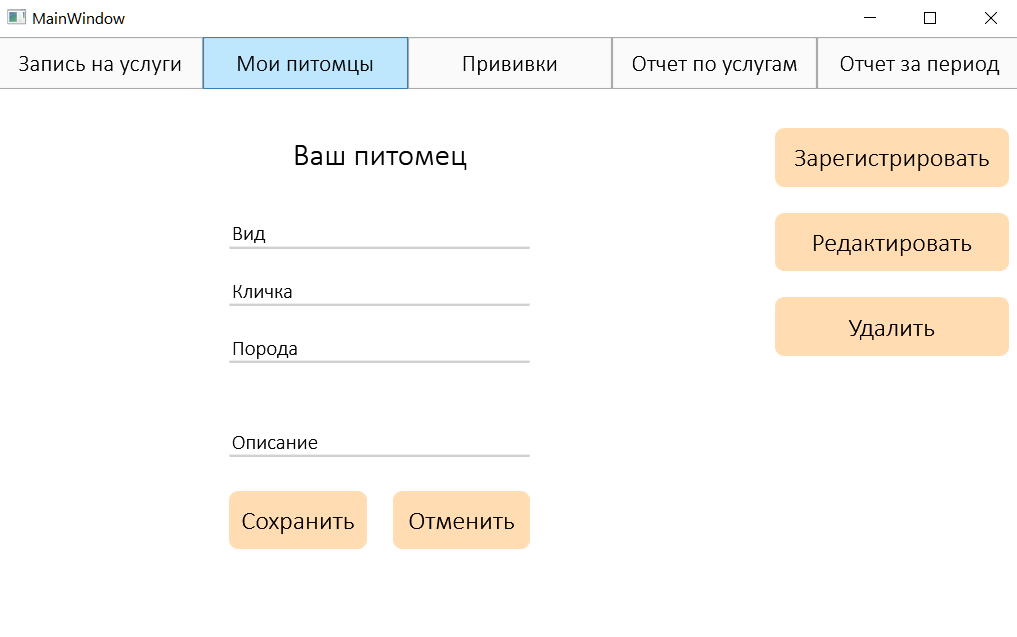 MainWindow
Запись на услуги
Мои питомцы
Прививки
Отчет по услугам
Отчет за период
Ваш питомец
Зарегистрировать
Вид
Редактировать
Кличка
Удалить
Порода
Описание
Сохранить
Отменить